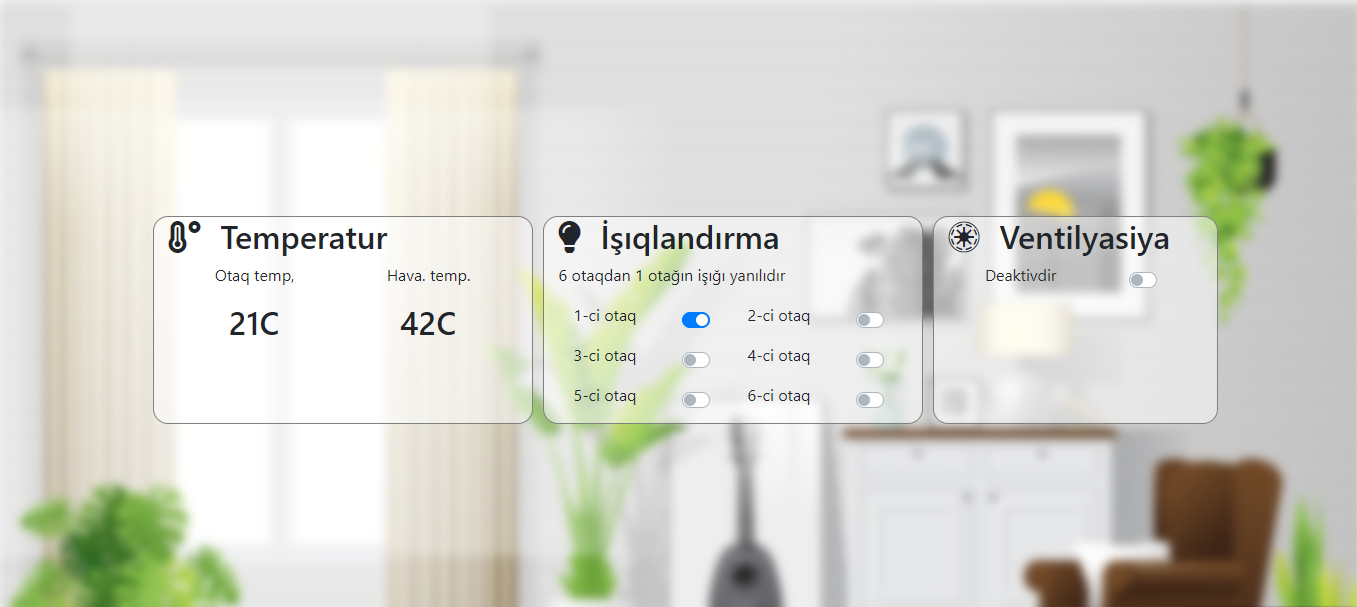 Temperatur
Otaq temp, Hava. temp.
21C 42C
İşıqlandırma
6 otaqdan 1 otağın işığı yanılıdır
1-ci otaq 2-ci otaq
3-ci otaq 4-ci otaq
5-ci otaq 6-ci otaq
Ventilyasiya
Deaktivdir